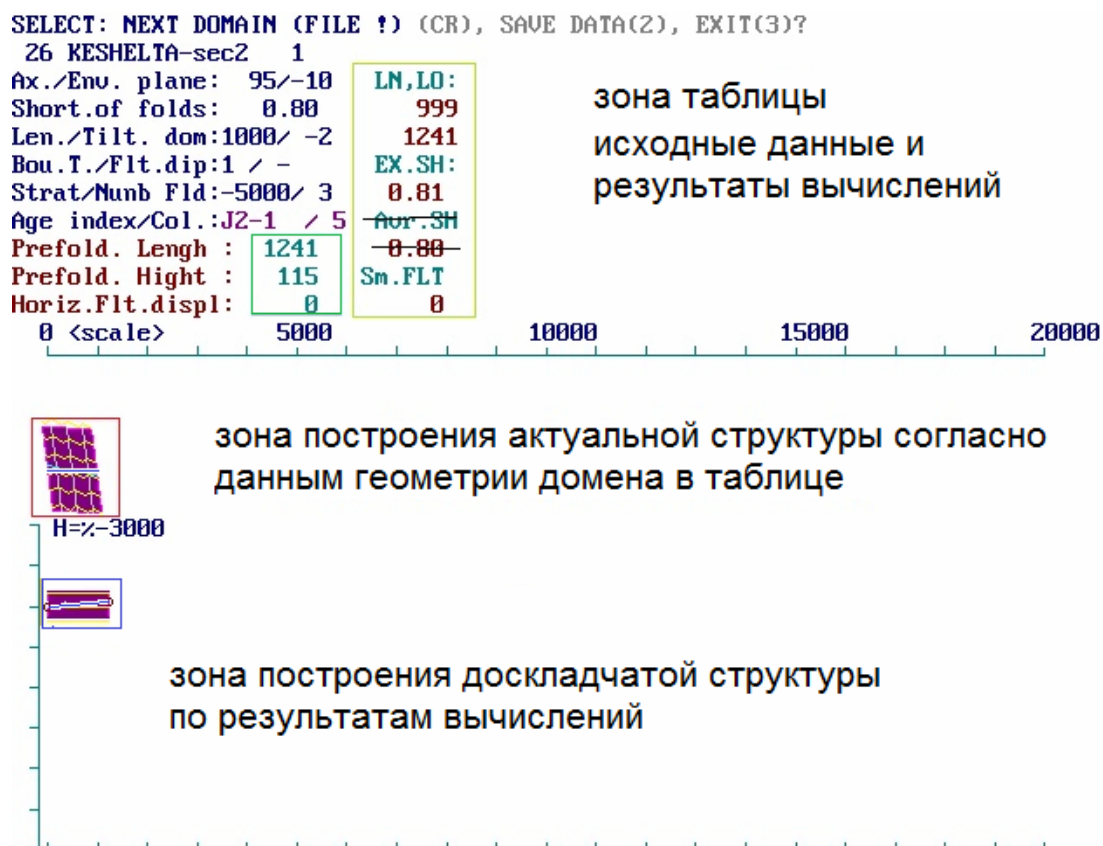 SELECT: NEXT DOMAIN (FILE !) (CR), SAVE DATA(2), EXIT(3)?
26 KESHELTA-sec2 1
Ax./Env. plane: 95/-10 LN,LO:
Short.of folds: 0.80 999
Len./Tilt. dom:1000/ -2 1241
Bou.T./Flt.dip:1 / - EX.SH:
Strat/Nunb Fld:-5000/ 3 0.81
Age index/Col.:J2-1 / 5 Avr.SH
Prefold. Lengh : 1241 0.80
Prefold. Hight : 115 Sm.FLT
Horiz.Flt.displ: 0 0
зона таблицы
исходные данные и
результаты вычислений
0 <scale> 5000 10000 15000 20000
зона построения актуальной структуры согласно
данным геометрии домена в таблице
H=%-3000
зона построения доскладчатой структуры
по результатам вычислений